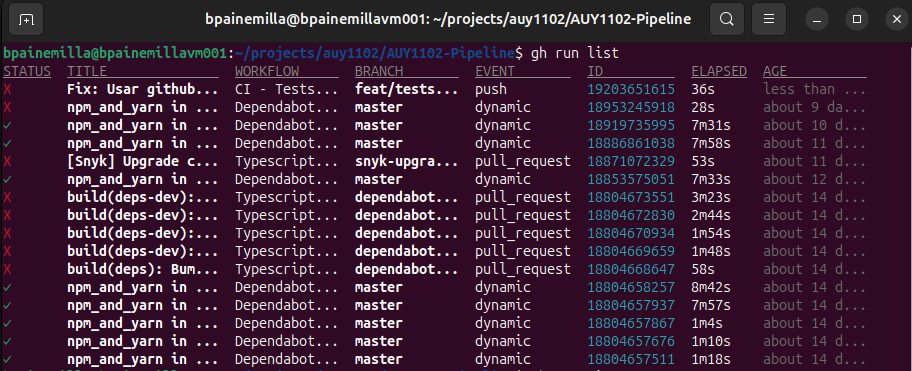 bpainemilla@bpainemillavm001: ~/projects/auy1102/AUY1102-Pipeline
bpainemilla@bpainemillavm001:~/projects/auy1102/AUY1102-Pipeline$ gh run list
STATUS TITLE WORKFLOW BRANCH EVENT ID ELAPSED AGE
X Fix: Usar github... CI - Tests... feat/tests... push 19203651615 36s less than ...
X npm_and_yarn in ... Dependabot... master dynamic 18953245918 28s about 9 da...
✓ npm_and_yarn in ... Dependabot... master dynamic 18919735995 7m31s about 10 d...
✓ npm_and_yarn in ... Dependabot... master dynamic 18886861038 7m58s about 11 d...
X [Snyk] Upgrade c... Typescript... snyk-upgra... pull_request 18871072329 53s about 11 d...
✓ npm_and_yarn in ... Dependabot... master dynamic 18853575051 7m33s about 12 d...
X build(deps-dev):... Typescript... dependabot... pull_request 18804673551 3m23s about 14 d...
X build(deps-dev):... Typescript... dependabot... pull_request 18804672830 2m44s about 14 d...
X build(deps-dev):... Typescript... dependabot... pull_request 18804670934 1m54s about 14 d...
X build(deps-dev):... Typescript... dependabot... pull_request 18804669659 1m48s about 14 d...
X build(deps): Bum... Typescript... dependabot... pull_request 18804668647 58s about 14 d...
✓ npm_and_yarn in ... Dependabot... master dynamic 18804658257 8m42s about 14 d...
✓ npm_and_yarn in ... Dependabot... master dynamic 18804657937 7m57s about 14 d...
✓ npm_and_yarn in ... Dependabot... master dynamic 18804657867 1m4s about 14 d...
✓ npm_and_yarn in ... Dependabot... master dynamic 18804657676 1m10s about 14 d...
✓ npm_and_yarn in ... Dependabot... master dynamic 18804657511 1m18s about 14 d...